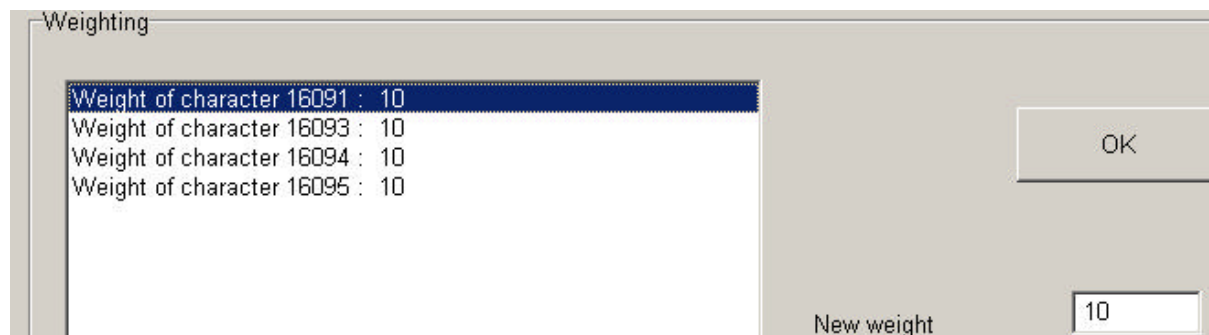 Weighting
Weight of character 16091 : 10
Weight of character 16093 : 10
Weight of character 16094 : 10
Weight of character 16095 : 10
OK
New weight
10